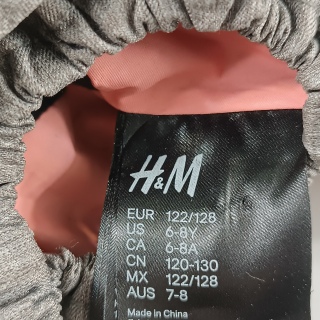 H&M
EUR 122/128
US 6-8Y
CA 6-8A
CN 120-130
MX 122/128
AUS 7-8
Made in China